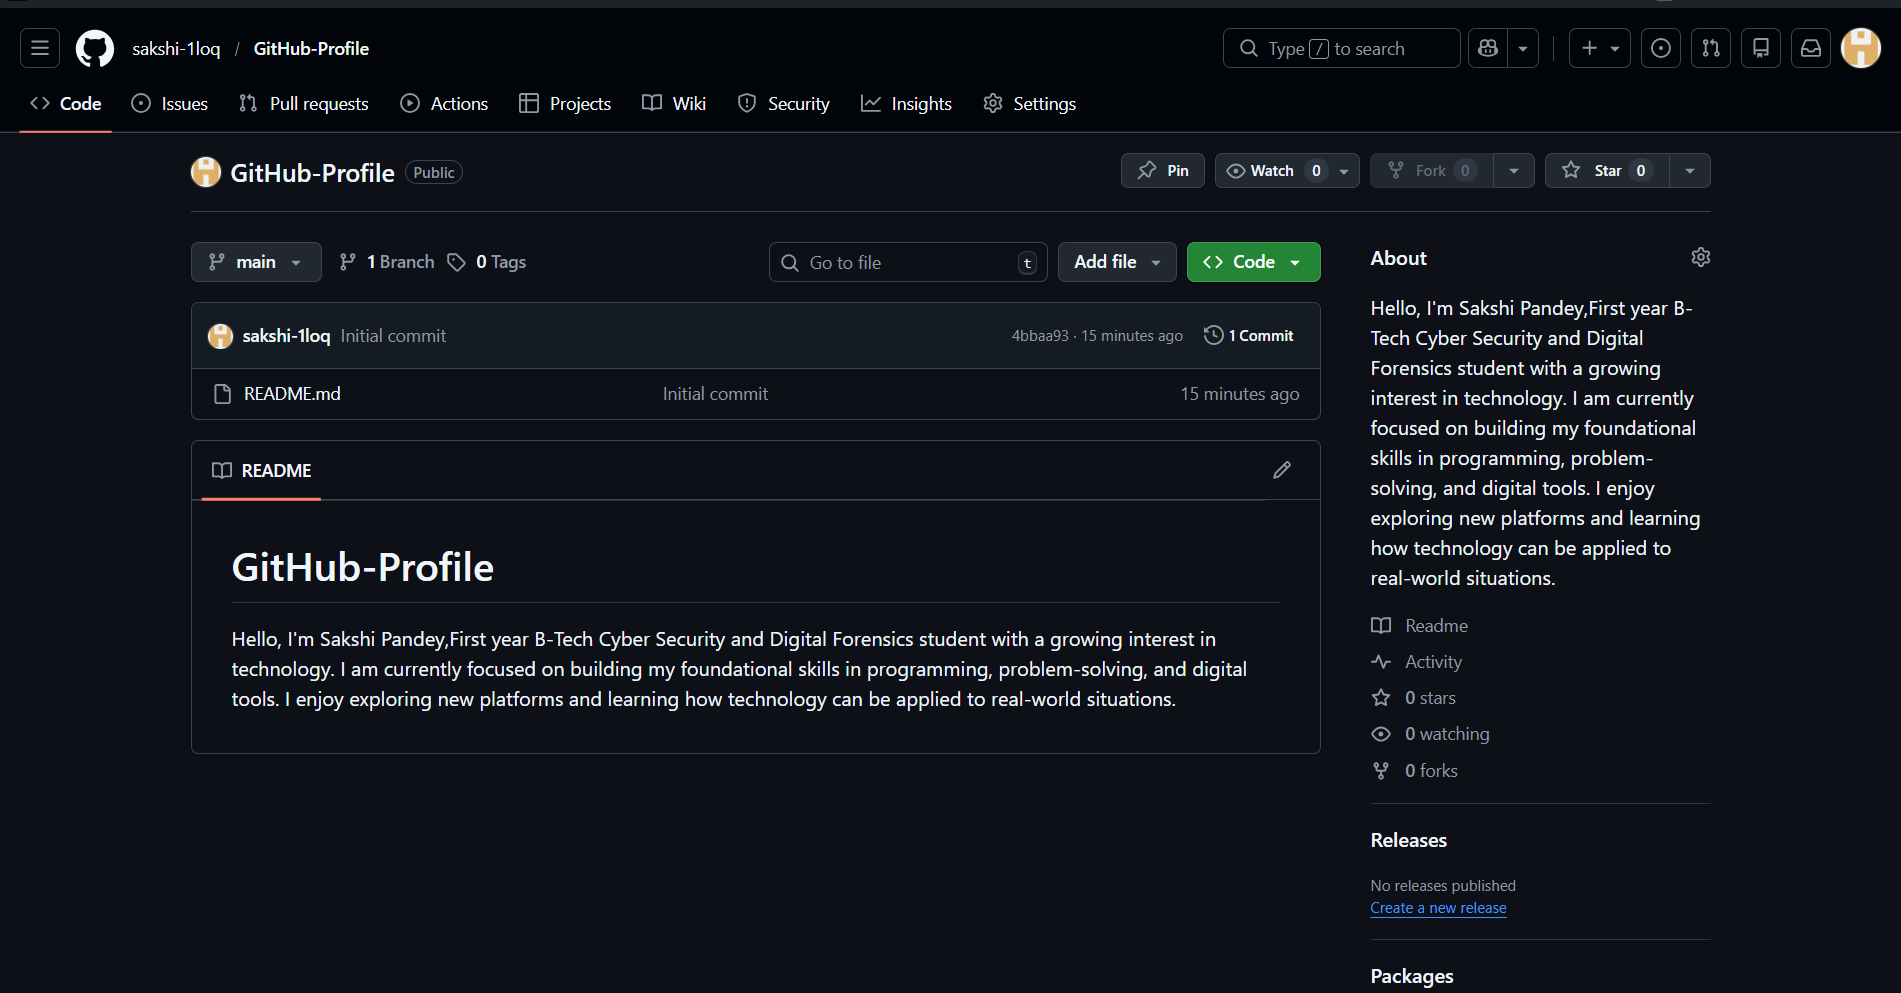 sakshi-1loq / GitHub-Profile
Type / to search
Code Issues Pull requests Actions Projects Wiki Security Insights Settings
GitHub-Profile Public
Pin Watch 0 Fork 0 Star 0
main 1 Branch 0 Tags
Go to file t Add file Code
sakshi-1loq Initial commit 4bbaa93 · 15 minutes ago 1 Commit
README.md Initial commit 15 minutes ago
README
GitHub-Profile
Hello, I'm Sakshi Pandey,First year B-Tech Cyber Security and Digital Forensics student with a growing interest in
technology. I am currently focused on building my foundational skills in programming, problem-solving, and digital
tools. I enjoy exploring new platforms and learning how technology can be applied to real-world situations.
About
Hello, I'm Sakshi Pandey,First year B-
Tech Cyber Security and Digital
Forensics student with a growing
interest in technology. I am currently
focused on building my foundational
skills in programming, problem-
solving, and digital tools. I enjoy
exploring new platforms and learning
how technology can be applied to
real-world situations.
Readme
Activity
0 stars
0 watching
0 forks
Releases
No releases published
Create a new release
Packages